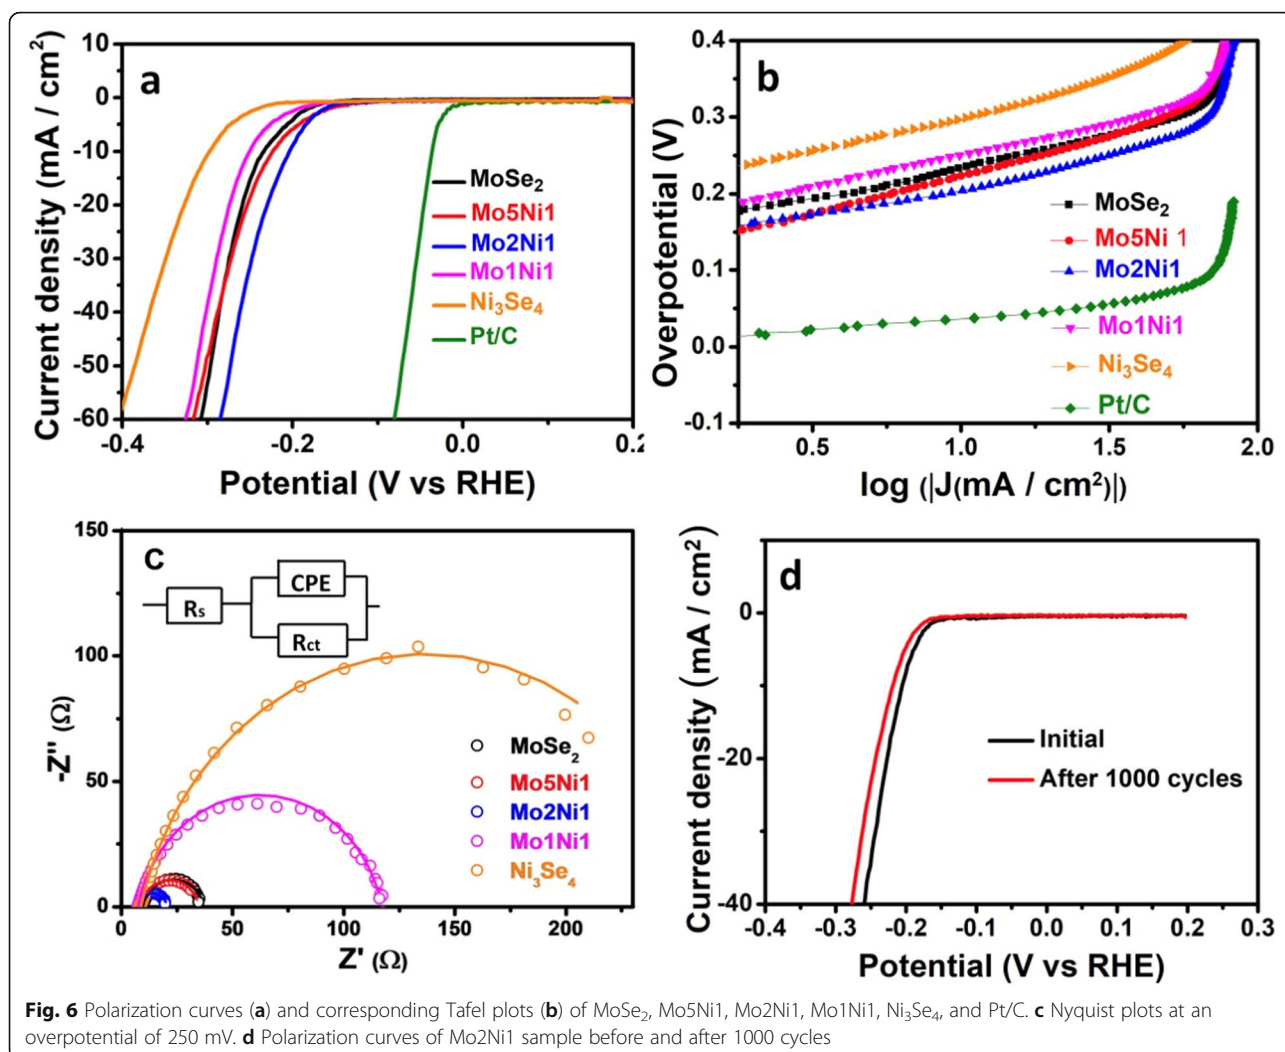 a
10
0
-10
-20
-30
-40
-50
-60
Current density (mA / cm²)
-0.4
-0.2
0.0
0.2
Potential (V vs RHE)
MoSe₂
Mo5Ni1
Mo2Ni1
Mo1Ni1
Ni₃Se₄
Pt/C
b
0.4
0.3
0.2
0.1
0.0
-0.1
Overpotential (V)
0.5
1.0
1.5
2.0
log (|J(mA / cm²)|)
MoSe₂
Mo5Ni 1
Mo2Ni1
Mo1Ni1
Ni₃Se₄
Pt/C
c
150
100
50
0
-Z" (Ω)
0
50
100
150
200
Z' (Ω)
Rs
CPE
Rct
MoSe₂
Mo5Ni1
Mo2Ni1
Mo1Ni1
Ni₃Se₄
d
0
-20
-40
Current density (mA / cm²
-0.4
-0.3
-0.2
-0.1
0.0
0.1
0.2
0.3
Potential (V vs RHE)
Initial
After 1000 cycles
Fig. 6 Polarization curves (a) and corresponding Tafel plots (b) of MoSe₂, Mo5Ni1, Mo2Ni1, Mo1Ni1, Ni₃Se₄, and Pt/C. c Nyquist plots at an
overpotential of 250 mV. d Polarization curves of Mo2Ni1 sample before and after 1000 cycles